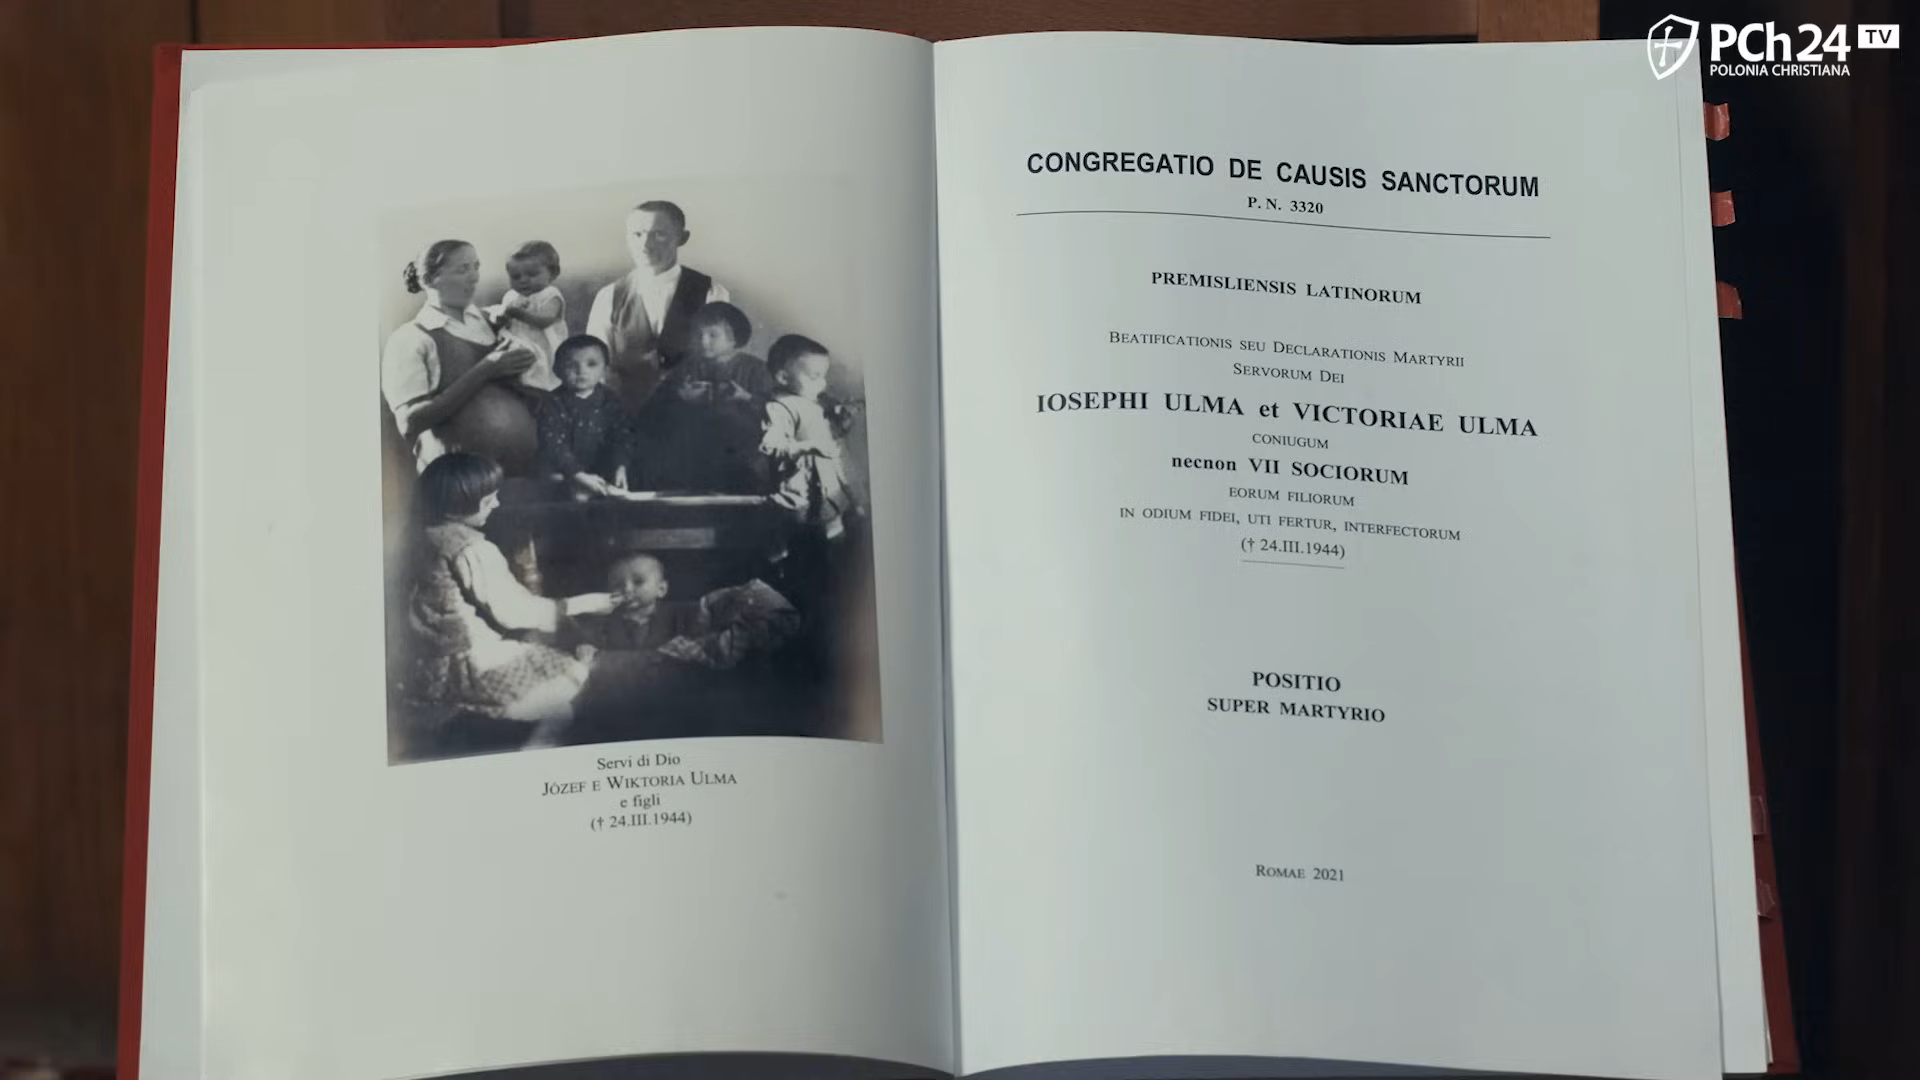 PCh24 TV
POLONIA CHRISTIANA
Servi di Dio
JÓZEF E WIKTORIA ULMA
e figli
(† 24.III.1944)
CONGREGATIO DE CAUSIS SANCTORUM
P. N. 3320
PREMISLIENSIS LATINORUM
BEATIFICATIONIS SEU DECLARATIONIS MARTYRII
SERVORUM DEI
IOSEPHI ULMA et VICTORIAE ULMA
CONIUGUM
necnon VII SOCIORUM
EORUM FILIORUM
IN ODIUM FIDEI, UTI FERTUR, INTERFECTORUM
(† 24.III.1944)
POSITIO
SUPER MARTYRIO
ROMAE 2021